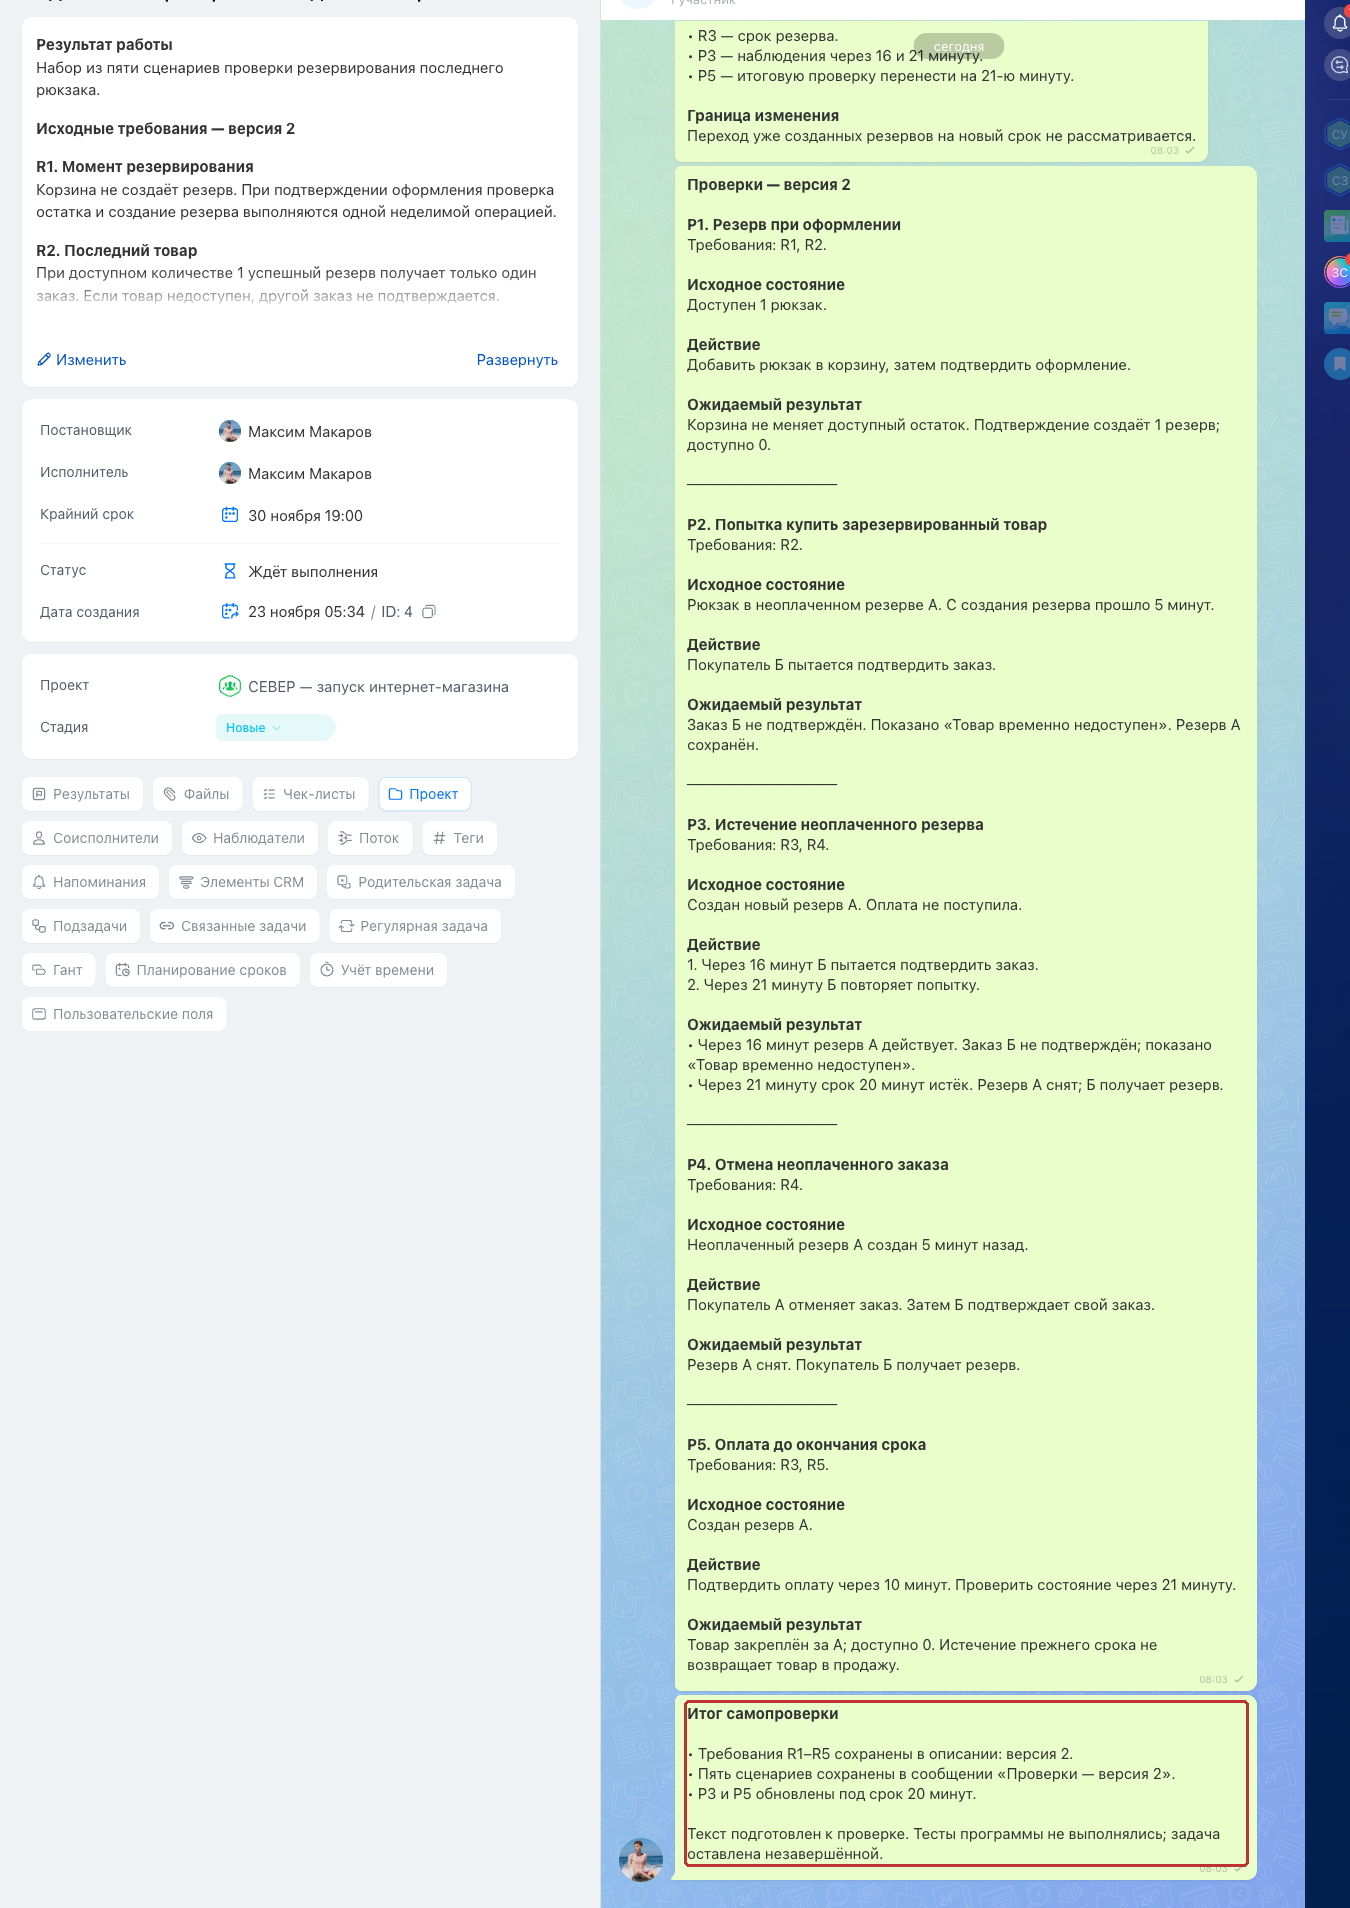 Результат работы
Набор из пяти сценариев проверки резервирования последнего
рюкзака.
Исходные требования — версия 2
R1. Момент резервирования
Корзина не создаёт резерв. При подтверждении оформления проверка
остатка и создание резерва выполняются одной неделимой операцией.
R2. Последний товар
При доступном количестве 1 успешный резерв получает только один
заказ. Если товар недоступен, другой заказ не подтверждается.
Изменить
Развернуть
Постановщик
Максим Макаров
Исполнитель
Максим Макаров
Крайний срок
30 ноября 19:00
Статус
Ждёт выполнения
Дата создания
23 ноября 05:34 / ID: 4
Проект
СЕВЕР — запуск интернет-магазина
Стадия
Новые
Результаты
Файлы
Чек-листы
Проект
Соисполнители
Наблюдатели
Поток
Теги
Напоминания
Элементы CRM
Родительская задача
Подзадачи
Связанные задачи
Регулярная задача
Гант
Планирование сроков
Учёт времени
Пользовательские поля
1 участник
сегодня
• R3 — срок резерва.
• P3 — наблюдения через 16 и 21 минуту.
• P5 — итоговую проверку перенести на 21-ю минуту.
Граница изменения
Переход уже созданных резервов на новый срок не рассматривается.
08:03
Проверки — версия 2
P1. Резерв при оформлении
Требования: R1, R2.
Исходное состояние
Доступен 1 рюкзак.
Действие
Добавить рюкзак в корзину, затем подтвердить оформление.
Ожидаемый результат
Корзина не меняет доступный остаток. Подтверждение создаёт 1 резерв;
доступно 0.
P2. Попытка купить зарезервированный товар
Требования: R2.
Исходное состояние
Рюкзак в неоплаченном резерве А. С создания резерва прошло 5 минут.
Действие
Покупатель Б пытается подтвердить заказ.
Ожидаемый результат
Заказ Б не подтверждён. Показано «Товар временно недоступен». Резерв А
сохранён.
P3. Истечение неоплаченного резерва
Требования: R3, R4.
Исходное состояние
Создан новый резерв А. Оплата не поступила.
Действие
1. Через 16 минут Б пытается подтвердить заказ.
2. Через 21 минуту Б повторяет попытку.
Ожидаемый результат
• Через 16 минут резерв А действует. Заказ Б не подтверждён; показано
«Товар временно недоступен».
• Через 21 минуту срок 20 минут истёк. Резерв А снят; Б получает резерв.
P4. Отмена неоплаченного заказа
Требования: R4.
Исходное состояние
Неоплаченный резерв А создан 5 минут назад.
Действие
Покупатель А отменяет заказ. Затем Б подтверждает свой заказ.
Ожидаемый результат
Резерв А снят. Покупатель Б получает резерв.
P5. Оплата до окончания срока
Требования: R3, R5.
Исходное состояние
Создан резерв А.
Действие
Подтвердить оплату через 10 минут. Проверить состояние через 21 минуту.
Ожидаемый результат
Товар закреплён за А; доступно 0. Истечение прежнего срока не
возвращает товар в продажу.
08:03
Итог самопроверки
• Требования R1–R5 сохранены в описании: версия 2.
• Пять сценариев сохранены в сообщении «Проверки — версия 2».
• P3 и P5 обновлены под срок 20 минут.
Текст подготовлен к проверке. Тесты программы не выполнялись; задача
оставлена незавершённой.
08:03
СУ
СЗ
ЗС